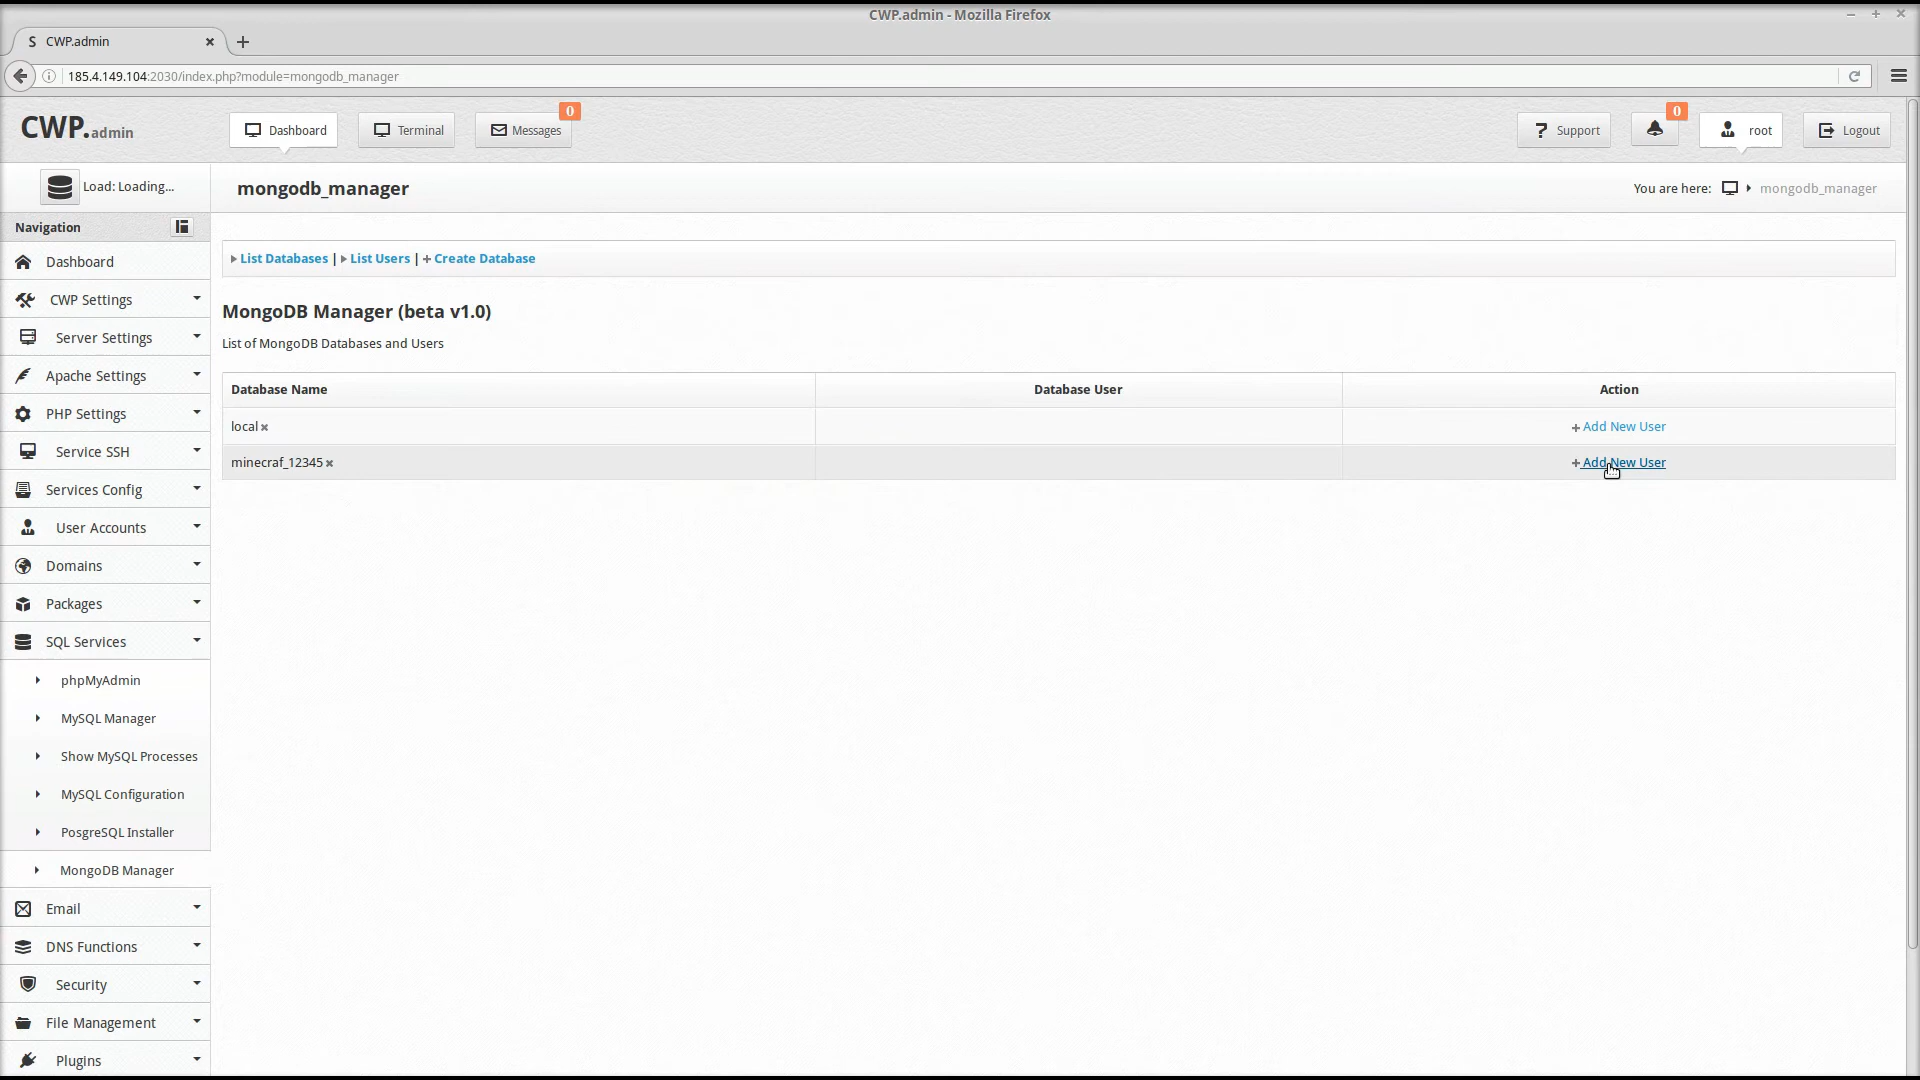 CWP.admin - Mozilla Firefox
S CWP.admin
185.4.149.104:2030/index.php?module=mongodb_manager
CWP.admin
Dashboard
Terminal
Messages
0
Support
0
root
Logout
Load: Loading...
mongodb_manager
You are here: mongodb_manager
Navigation
Dashboard
CWP Settings
Server Settings
Apache Settings
PHP Settings
Service SSH
Services Config
User Accounts
Domains
Packages
SQL Services
phpMyAdmin
MySQL Manager
Show MySQL Processes
MySQL Configuration
PosgreSQL Installer
MongoDB Manager
Email
DNS Functions
Security
File Management
Plugins
List Databases | List Users | + Create Database
MongoDB Manager (beta v1.0)
List of MongoDB Databases and Users
Database Name Database User Action
local + Add New User
minecraf_12345 + Add New User